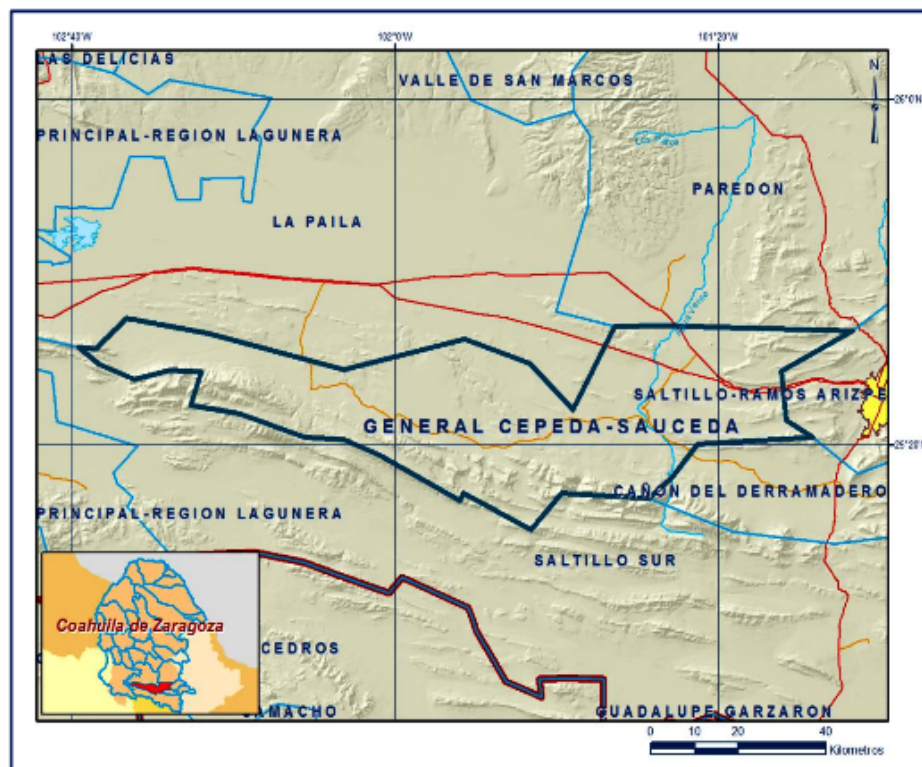 102°40'W 102°0'W 101°20'W
LAS DELICIAS
VALLE DE SAN MARCOS
N
26°0'N
PRINCIPAL-REGION LAGUNERA
PAREDON
LA PAILA
SALTILLO-RAMOS ARIZPE
GENERAL CEPEDA-SAUCEDA
CAÑON DEL DERRAMADERO
PRINCIPAL-REGION LAGUNERA
SALTILLO SUR
Coahuila de Zaragoza
CEDROS
CAMACHO
GUADALUPE GARZARON
0 10 20 40
Kilometros